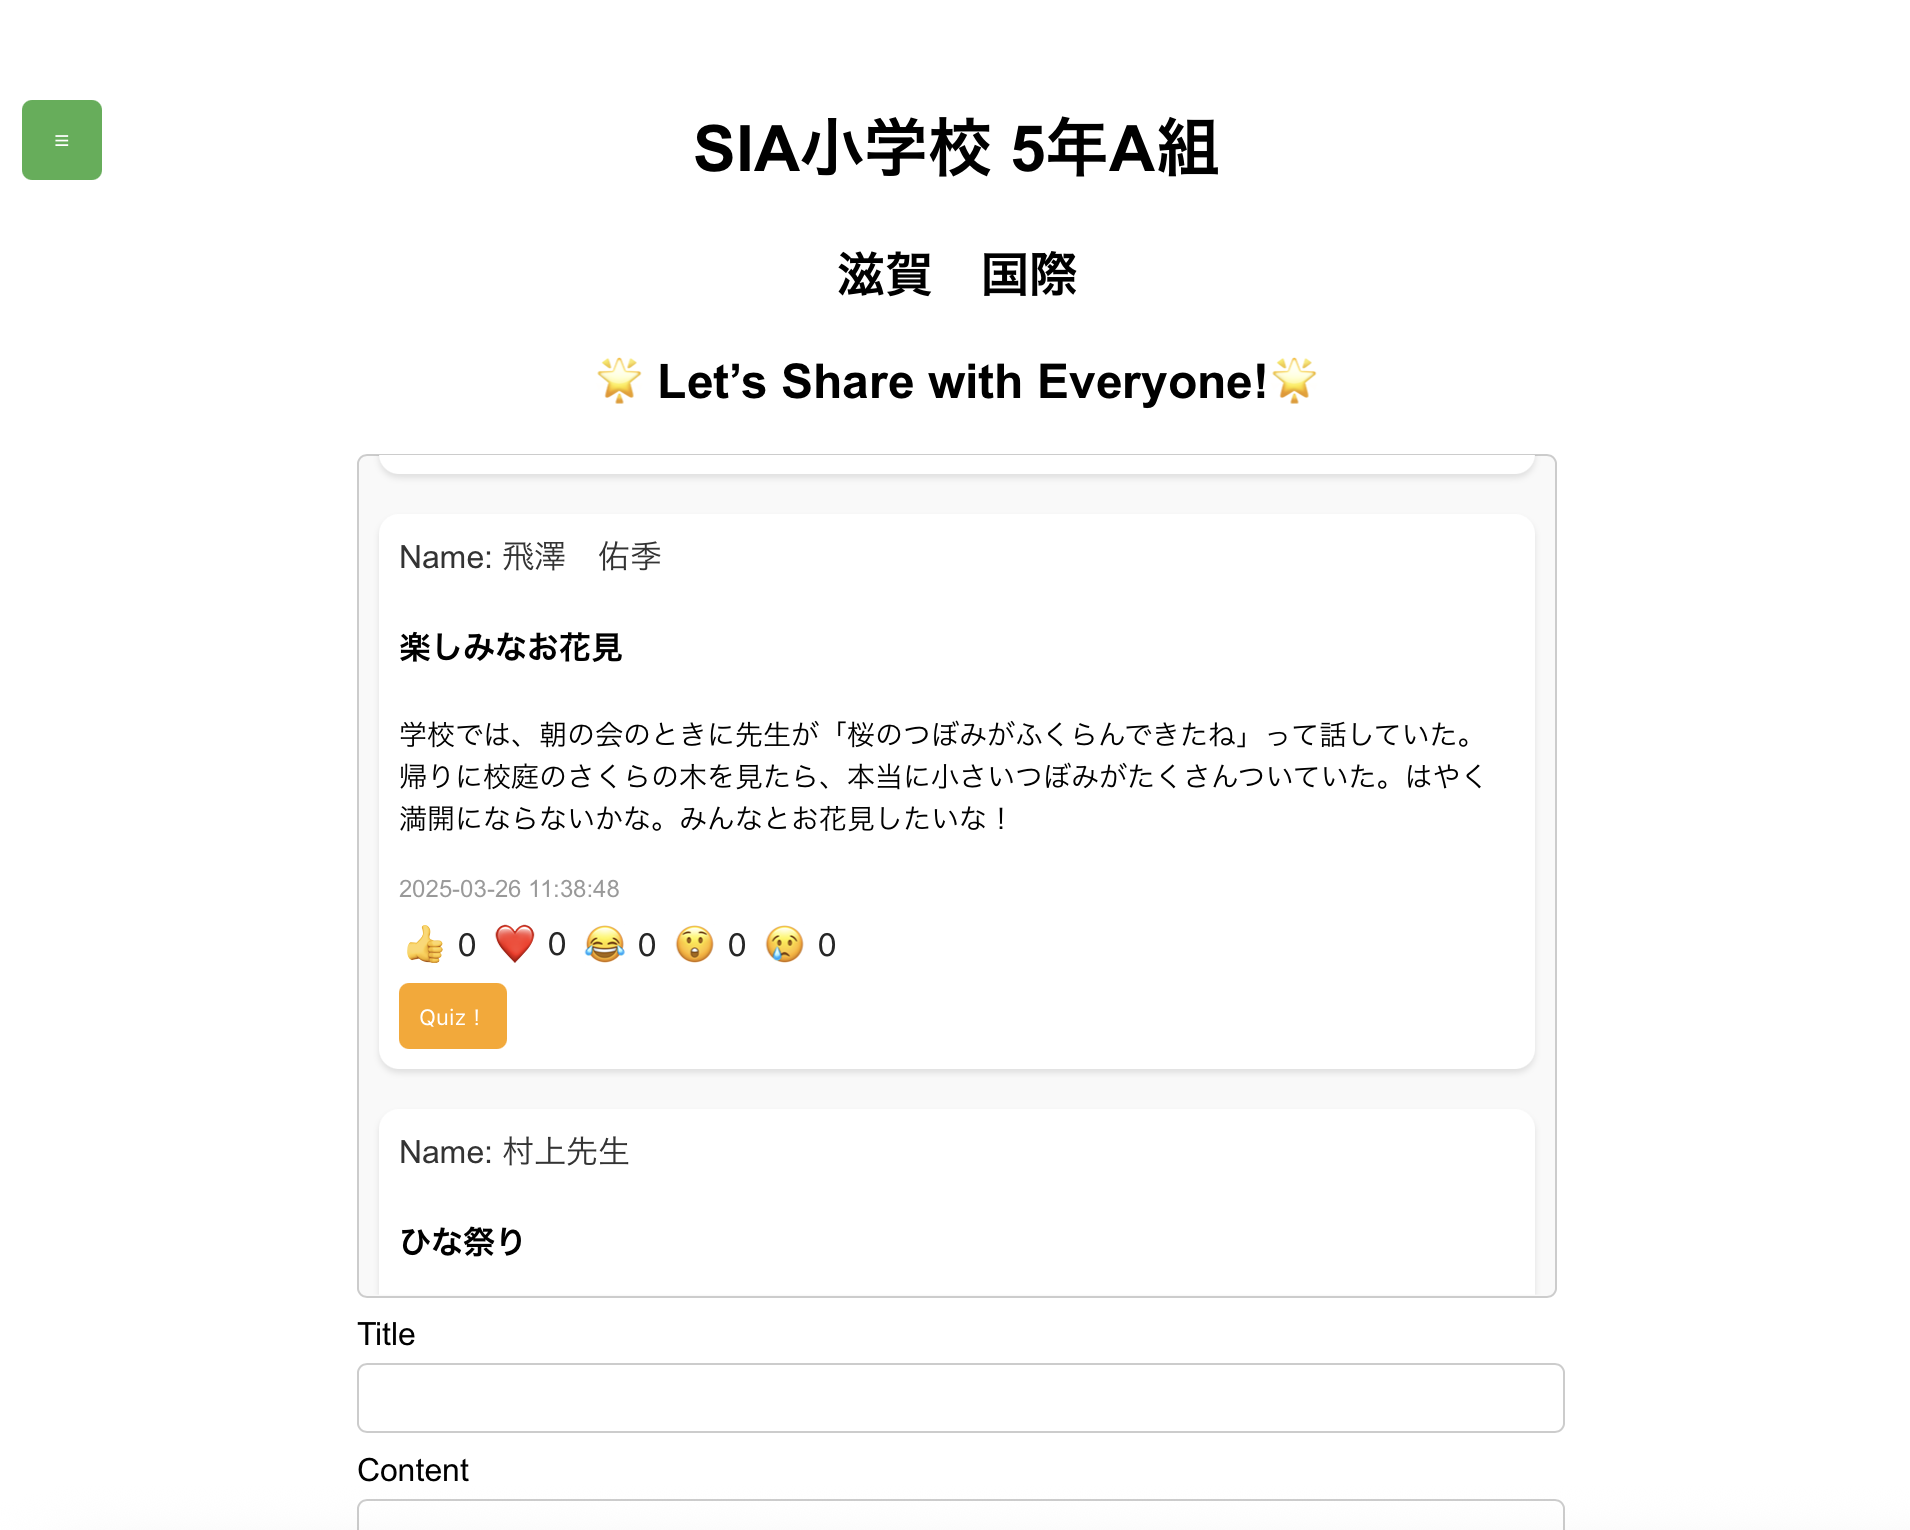 ≡
SIA小学校 5年A組
滋賀　国際
🌟 Let’s Share with Everyone!🌟
Name: 飛澤　佑季
楽しみなお花見
学校では、朝の会のときに先生が「桜のつぼみがふくらんできたね」って話していた。
帰りに校庭のさくらの木を見たら、本当に小さいつぼみがたくさんついていた。はやく
満開にならないかな。みんなとお花見したいな！
2025-03-26 11:38:48
👍 0 ❤️ 0 😂 0 😲 0 😢 0
Quiz！
Name: 村上先生
ひな祭り
Title
Content